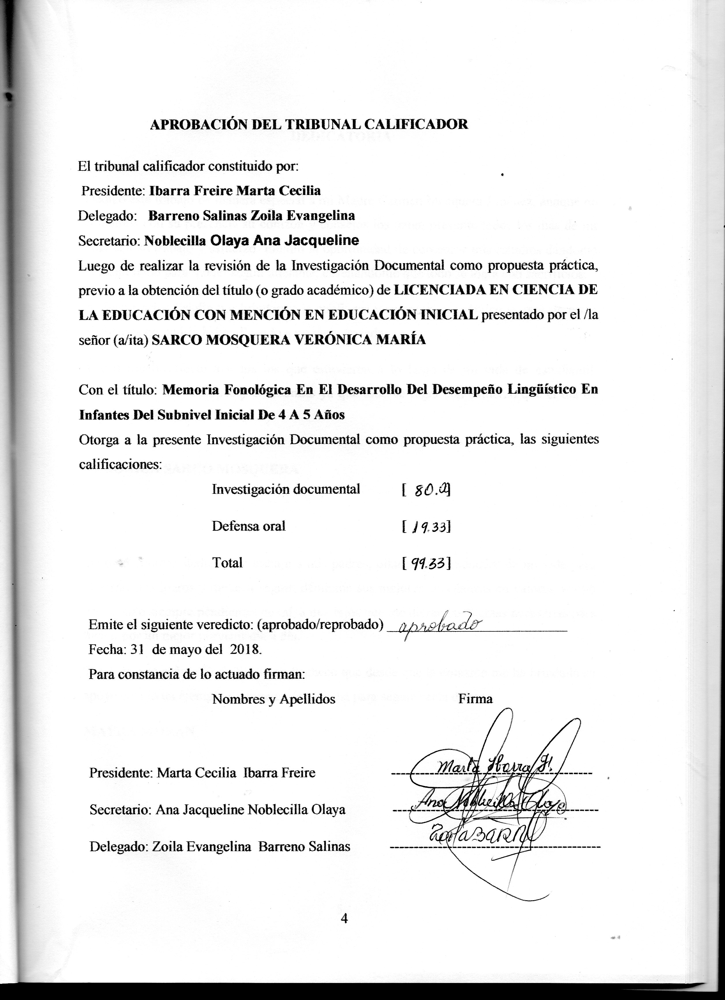 APROBACIÓN DEL TRIBUNAL CALIFICADOR
El tribunal calificador constituido por:
Presidente: Ibarra Freire Marta Cecilia
Delegado: Barreno Salinas Zoila Evangelina
Secretario: Noblecilla Olaya Ana Jacqueline
Luego de realizar la revisión de la Investigación Documental como propuesta práctica,
previo a la obtención del título (o grado académico) de LICENCIADA EN CIENCIA DE
LA EDUCACIÓN CON MENCIÓN EN EDUCACIÓN INICIAL presentado por el /la
señor (a/ita) SARCO MOSQUERA VERÓNICA MARÍA
Con el título: Memoria Fonológica En El Desarrollo Del Desempeño Lingüístico En
Infantes Del Subnivel Inicial De 4 A 5 Años
Otorga a la presente Investigación Documental como propuesta práctica, las siguientes
calificaciones:
Investigación documental [ 80.0]
Defensa oral [ 19.33]
Total [ 99.33]
Emite el siguiente veredicto: (aprobado/reprobado) aprobado
Fecha: 31 de mayo del 2018.
Para constancia de lo actuado firman:
Nombres y Apellidos Firma
Presidente: Marta Cecilia Ibarra Freire Marta Ibarra F.
Secretario: Ana Jacqueline Noblecilla Olaya Ana Noblecilla Olaya
Delegado: Zoila Evangelina Barreno Salinas
4